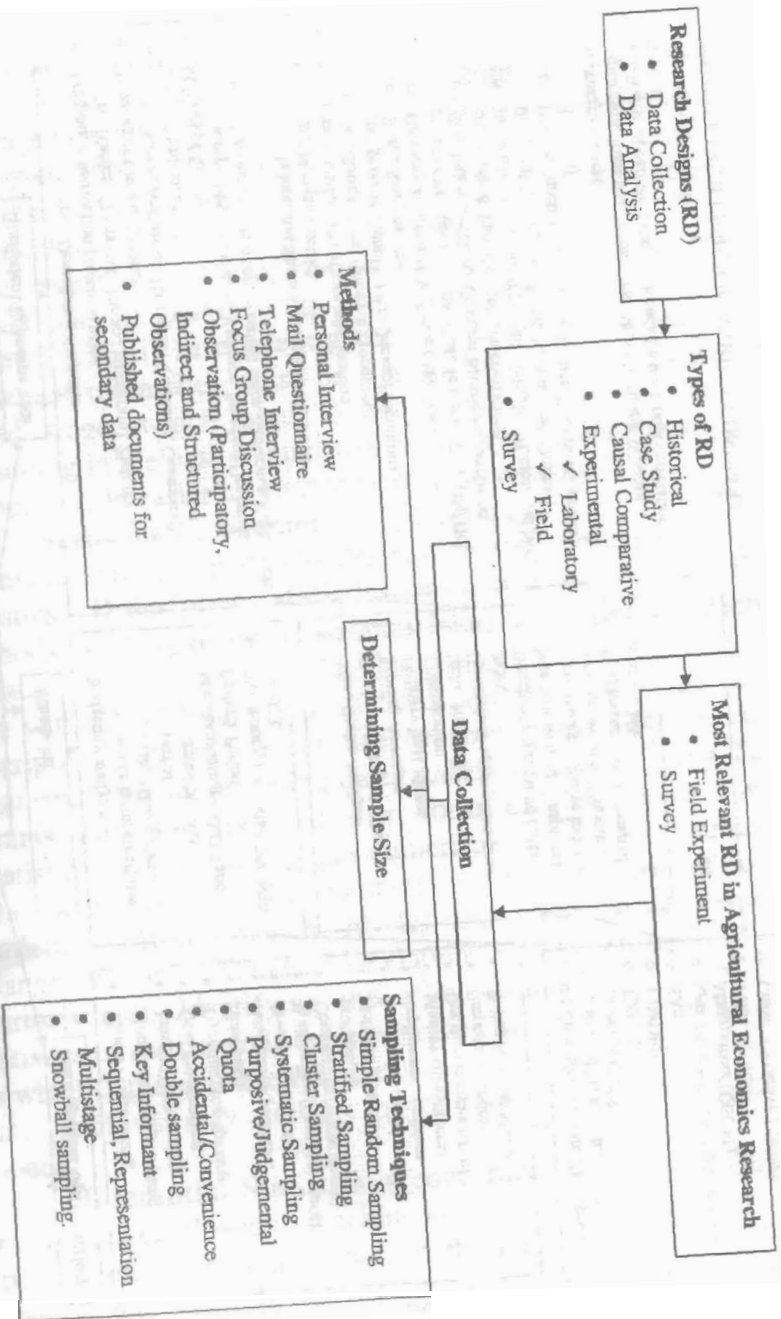 Research Designs (RD)
• Data Collection
• Data Analysis
Types of RD
• Historical
• Case Study
• Causal Comparative
• Experimental
✓ Laboratory
✓ Field
• Survey
Most Relevant RD in Agricultural Economics Research
• Field Experiment
• Survey
Data Collection
Methods
• Personal Interview
• Mail Questionnaire
• Telephone Interview
• Focus Group Discussion
• Observation (Participatory,
Indirect and Structured
Observations)
• Published documents for
secondary data
Determining Sample Size
Sampling Techniques
• Simple Random Sampling
• Stratified Sampling
• Cluster Sampling
• Systematic Sampling
• Purposive/Judgemental
• Quota
• Accidental/Convenience
• Double sampling
• Key Informant
• Sequential, Representation
• Multistage
• Snowball sampling.